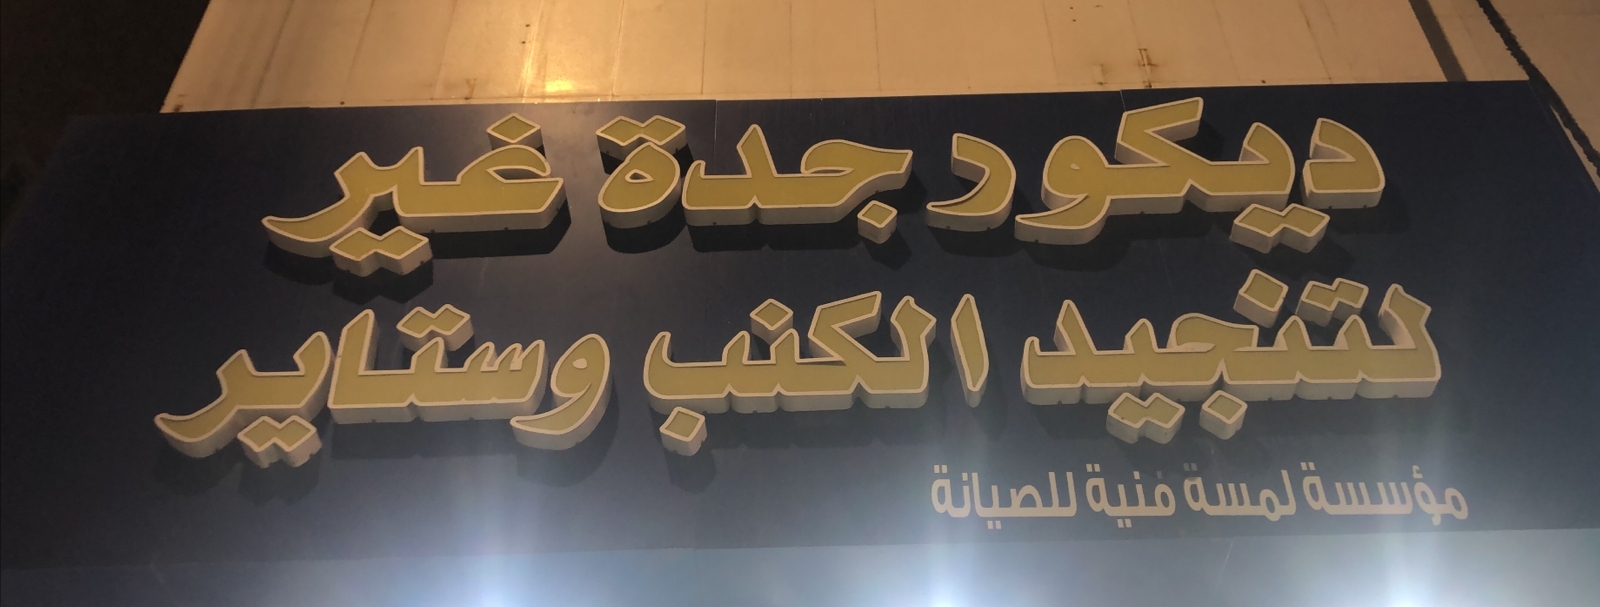 ديكور جدة غير
لتنجيد الكنب وستاير
مؤسسة لمسة فنية للصيانة